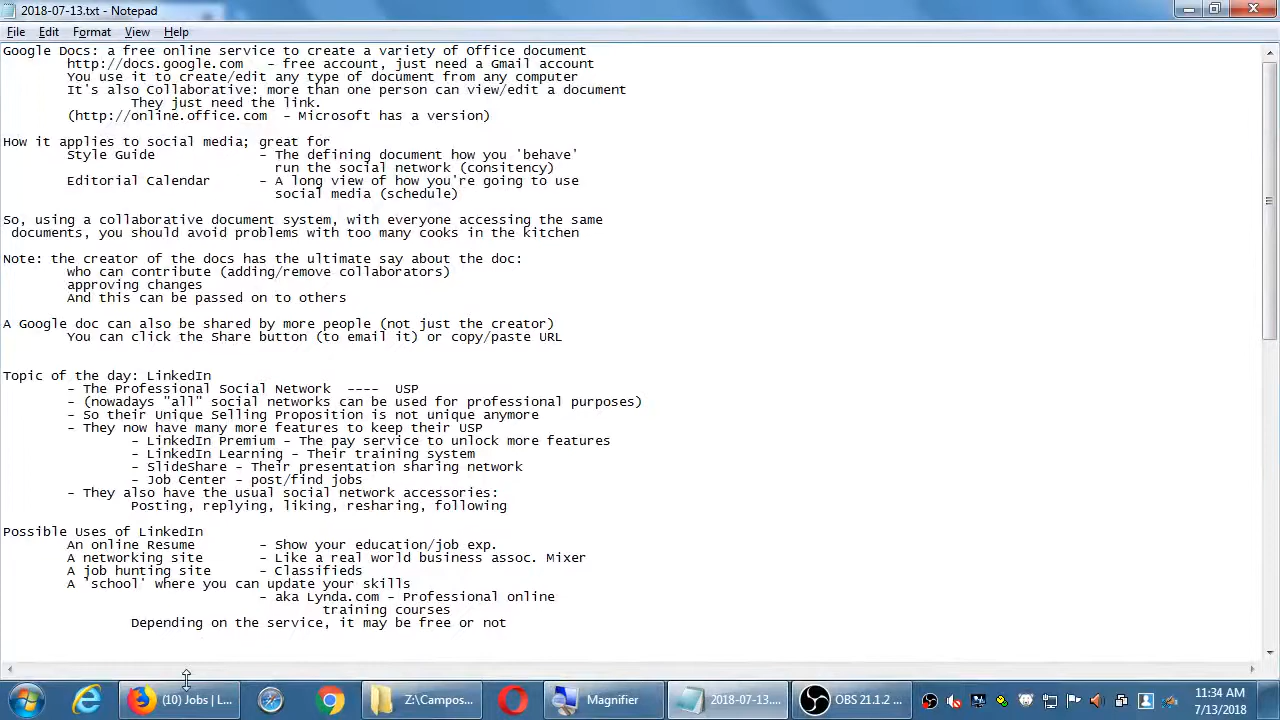 2018-07-13.txt - Notepad
File Edit Format View Help
Google Docs: a free online service to create a variety of Office document
http://docs.google.com - free account, just need a Gmail account
You use it to create/edit any type of document from any computer
It's also Collaborative: more than one person can view/edit a document
They just need the link.
(http://online.office.com - Microsoft has a version)
How it applies to social media; great for
Style Guide - The defining document how you 'behave'
run the social network (consitency)
Editorial Calendar - A long view of how you're going to use
social media (schedule)
So, using a collaborative document system, with everyone accessing the same
documents, you should avoid problems with too many cooks in the kitchen
Note: the creator of the docs has the ultimate say about the doc:
who can contribute (adding/remove collaborators)
approving changes
And this can be passed on to others
A Google doc can also be shared by more people (not just the creator)
You can click the Share button (to email it) or copy/paste URL
Topic of the day: LinkedIn
- The Professional Social Network ---- USP
- (nowadays "all" social networks can be used for professional purposes)
- So their Unique Selling Proposition is not unique anymore
- They now have many more features to keep their USP
- LinkedIn Premium - The pay service to unlock more features
- LinkedIn Learning - Their training system
- SlideShare - Their presentation sharing network
- Job Center - post/find jobs
- They also have the usual social network accessories:
Posting, replying, liking, resharing, following
Possible Uses of LinkedIn
An online Resume - Show your education/job exp.
A networking site - Like a real world business assoc. Mixer
A job hunting site - Classifieds
A 'school' where you can update your skills
- aka Lynda.com - Professional online
training courses
Depending on the service, it may be free or not
(10) Jobs | L... Z:\Campos... Magnifier 2018-07-13.... OBS 21.1.2 ... 11:34 AM
7/13/2018